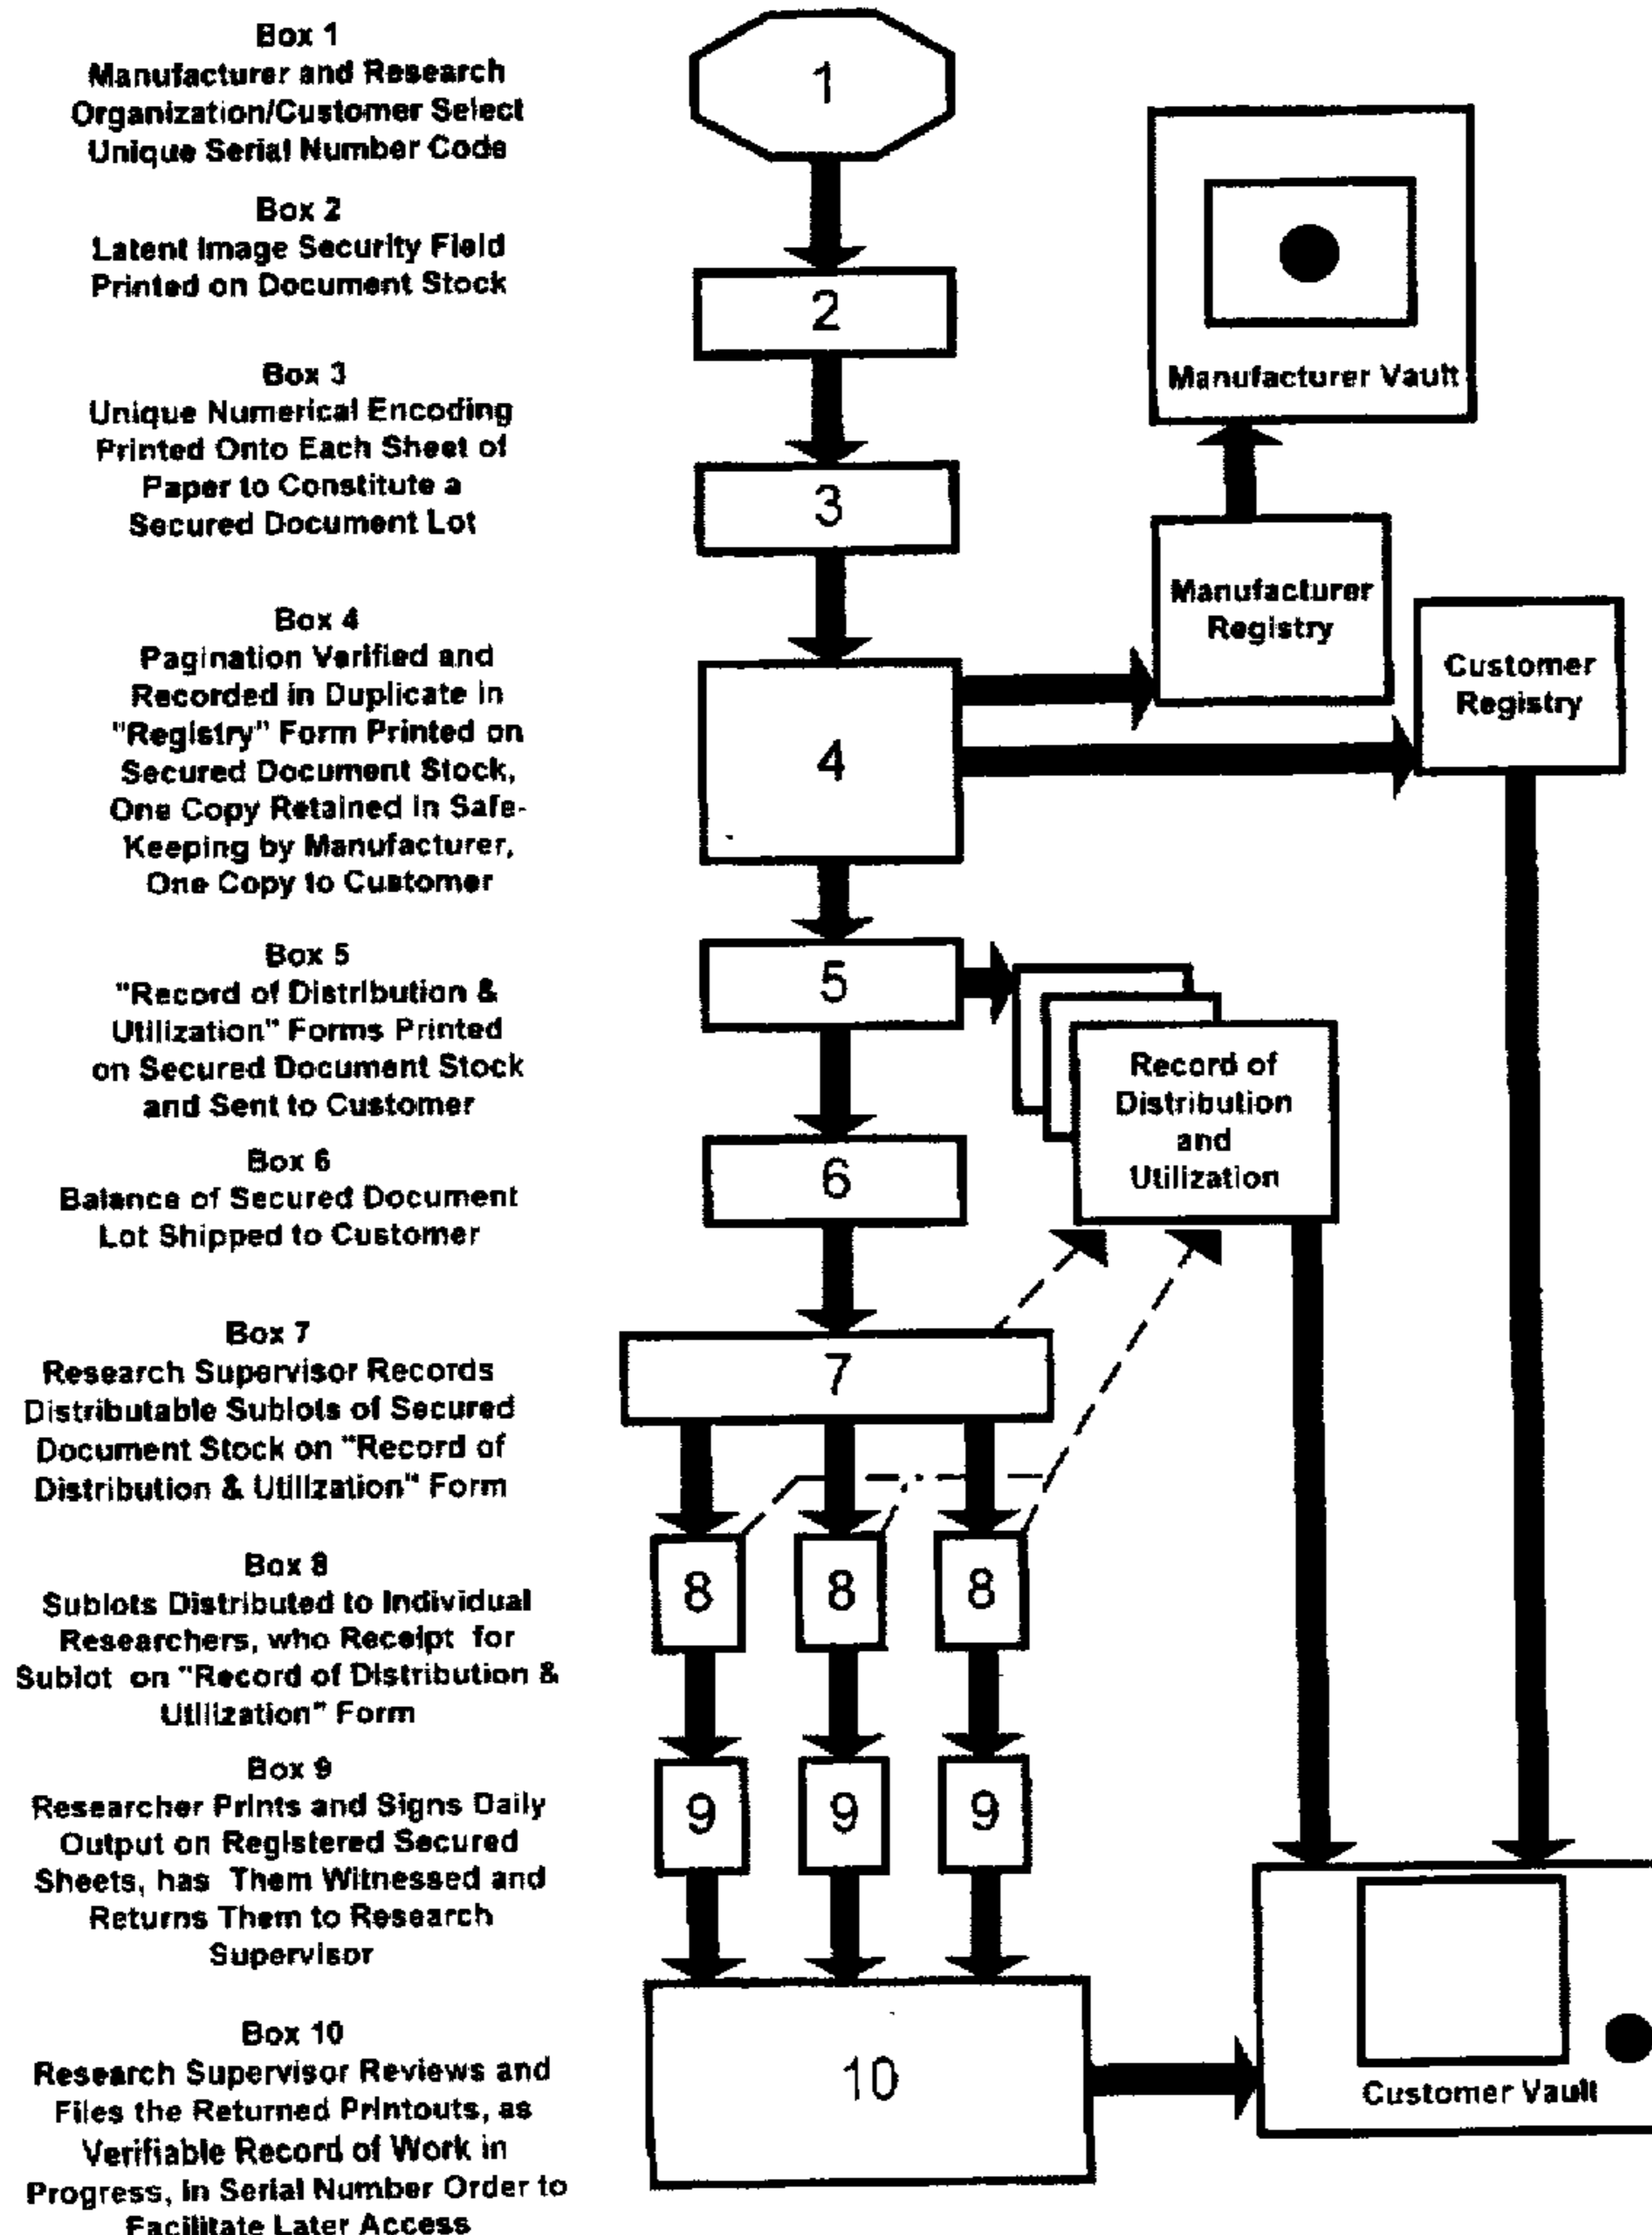 Box 1
Manufacturer and Research
Organization/Customer Select
Unique Serial Number Code
Box 2
Latent Image Security Field
Printed on Document Stock
Box 3
Unique Numerical Encoding
Printed Onto Each Sheet of
Paper to Constitute a
Secured Document Lot
Box 4
Pagination Verified and
Recorded in Duplicate in
"Registry" Form Printed on
Secured Document Stock,
One Copy Retained in Safe-
Keeping by Manufacturer,
One Copy to Customer
Box 5
"Record of Distribution &
Utilization" Forms Printed
on Secured Document Stock
and Sent to Customer
Box 6
Balance of Secured Document
Lot Shipped to Customer
Box 7
Research Supervisor Records
Distributable Sublots of Secured
Document Stock on "Record of
Distribution & Utilization" Form
Box 8
Sublots Distributed to Individual
Researchers, who Receipt for
Sublot on "Record of Distribution &
Utilization" Form
Box 9
Researcher Prints and Signs Daily
Output on Registered Secured
Sheets, has Them Witnessed and
Returns Them to Research
Supervisor
Box 10
Research Supervisor Reviews and
Files the Returned Printouts, as
Verifiable Record of Work in
Progress, in Serial Number Order to
Facilitate Later Access
1
2
3
4
5
6
7
8 8 8
9 9 9
10
Manufacturer Vault
Manufacturer
Registry
Customer
Registry
Record of
Distribution
and
Utilization
Customer Vault